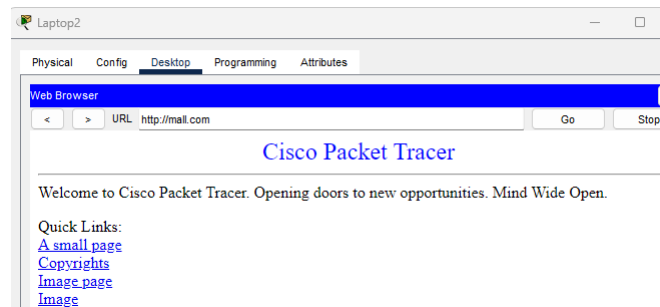 Laptop2
Physical Config Desktop Programming Attributes
Web Browser
< > URL http://mall.com Go Stop
Cisco Packet Tracer
Welcome to Cisco Packet Tracer. Opening doors to new opportunities. Mind Wide Open.
Quick Links:
A small page
Copyrights
Image page
Image